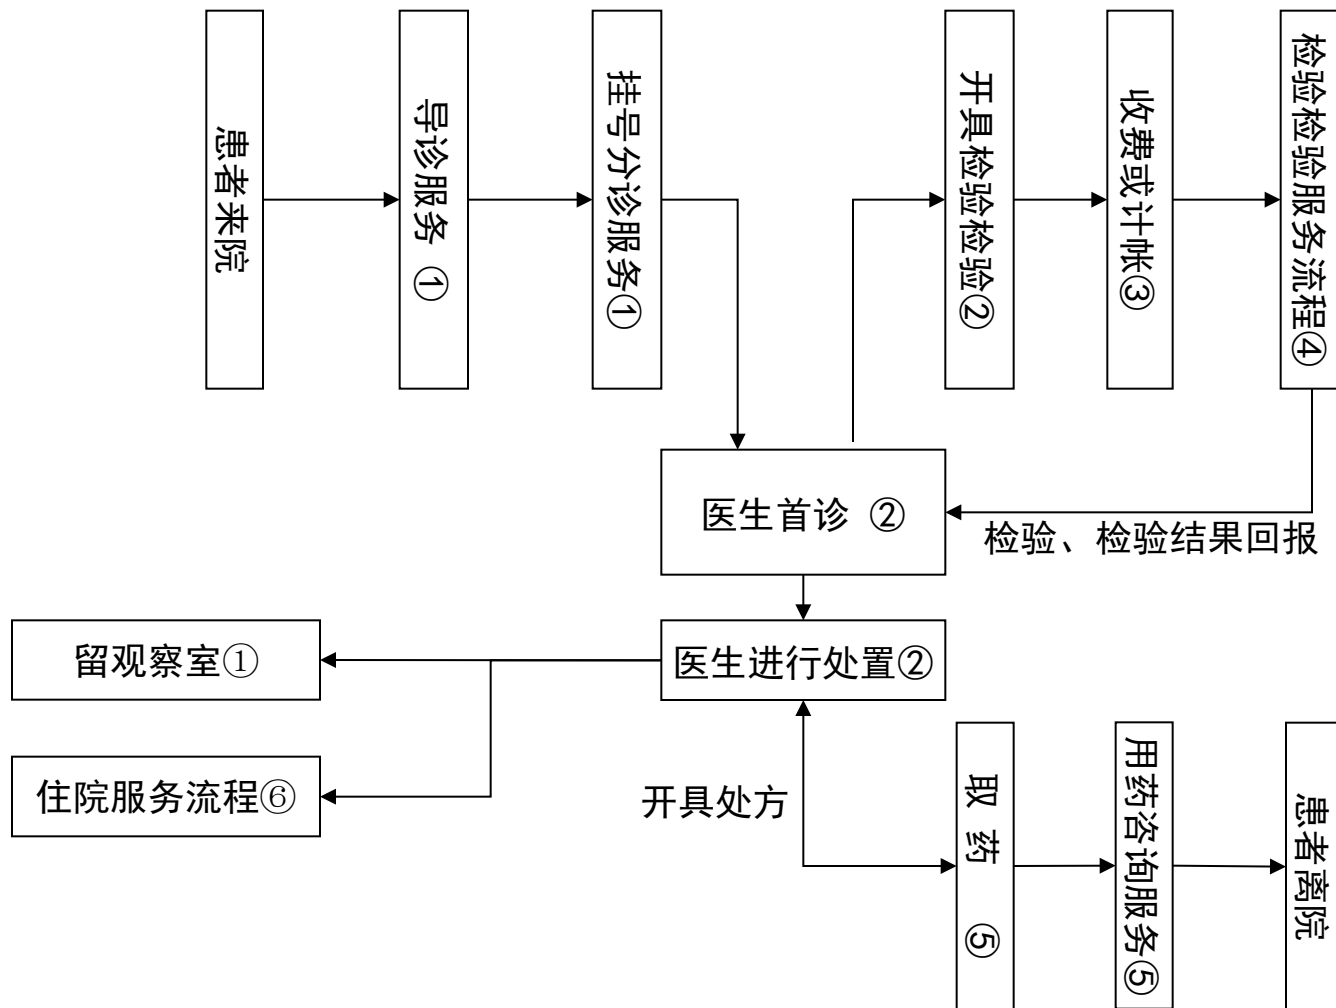 患者来院
导诊服务 ①
挂号分诊服务①
开具检验检验②
收费或计帐③
检验检验服务流程④
医生首诊 ②
检验、检验结果回报
留观察室①
医生进行处置②
住院服务流程⑥
开具处方
取 药 ⑤
用药咨询服务⑤
患者离院